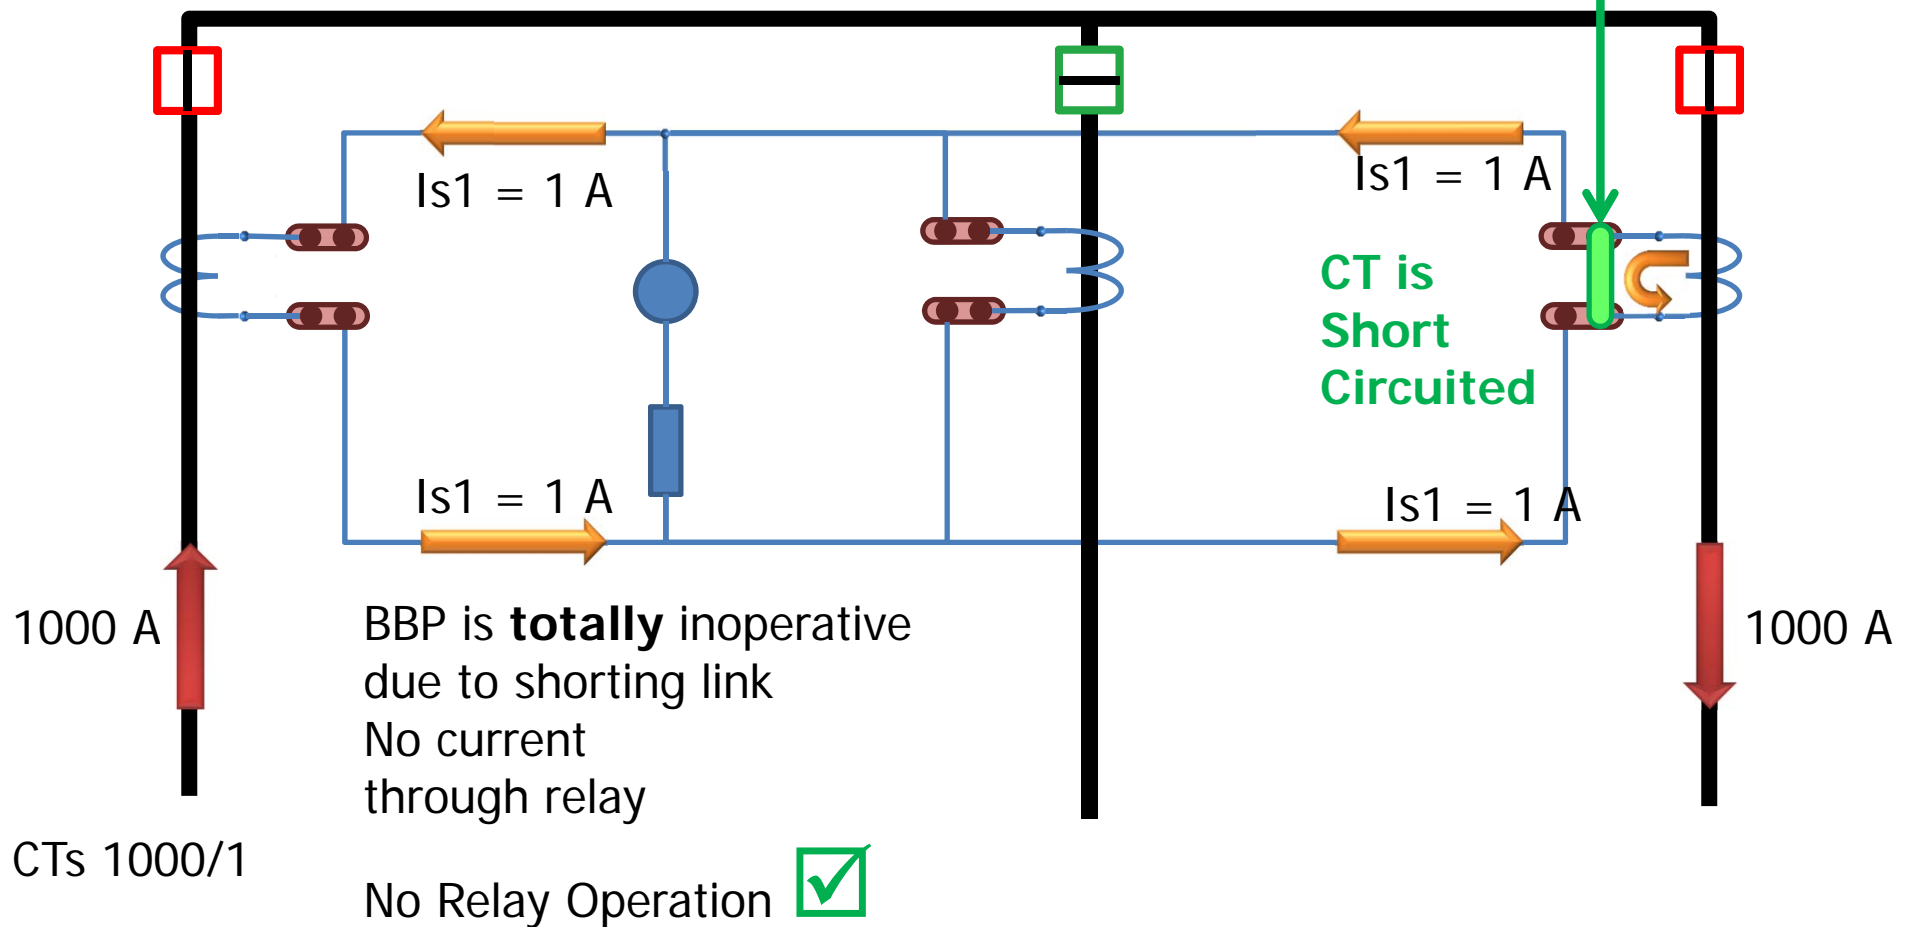 Is1 = 1 A
Is1 = 1 A
CT is
Short
Circuited
Is1 = 1 A
Is1 = 1 A
1000 A
1000 A
BBP is totally inoperative
due to shorting link
No current
through relay
CTs 1000/1
No Relay Operation